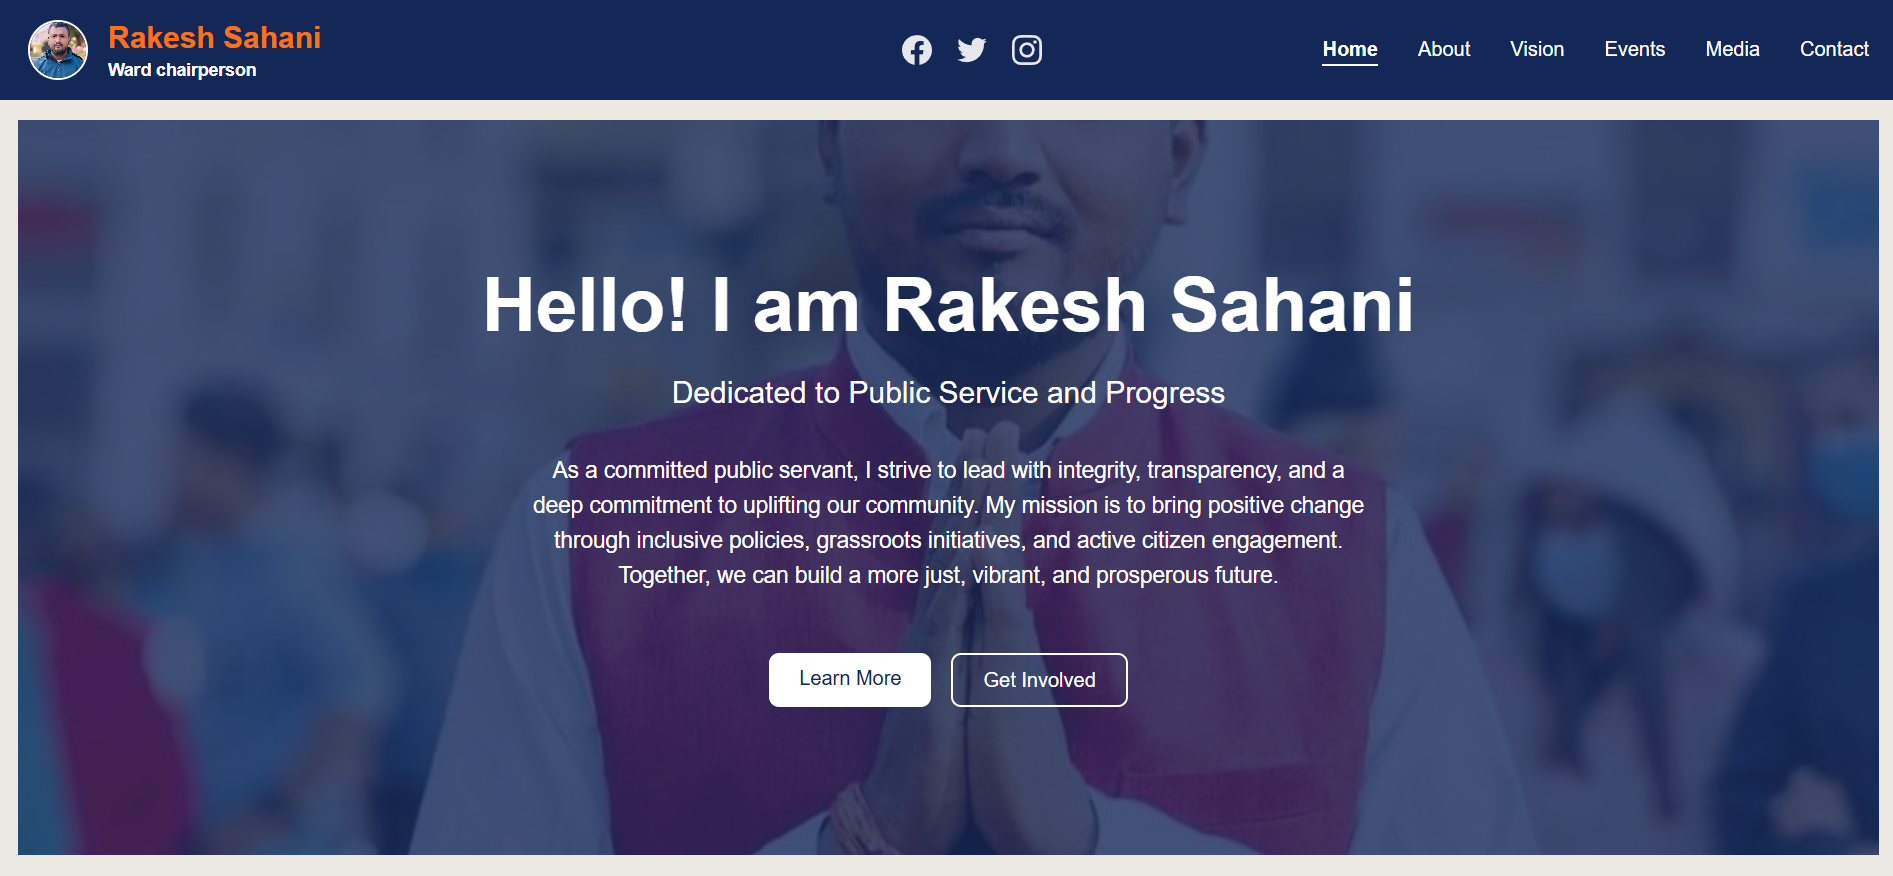 Rakesh Sahani
Ward chairperson
Home About Vision Events Media Contact
Hello! I am Rakesh Sahani
Dedicated to Public Service and Progress
As a committed public servant, I strive to lead with integrity, transparency, and a
deep commitment to uplifting our community. My mission is to bring positive change
through inclusive policies, grassroots initiatives, and active citizen engagement.
Together, we can build a more just, vibrant, and prosperous future.
Learn More Get Involved